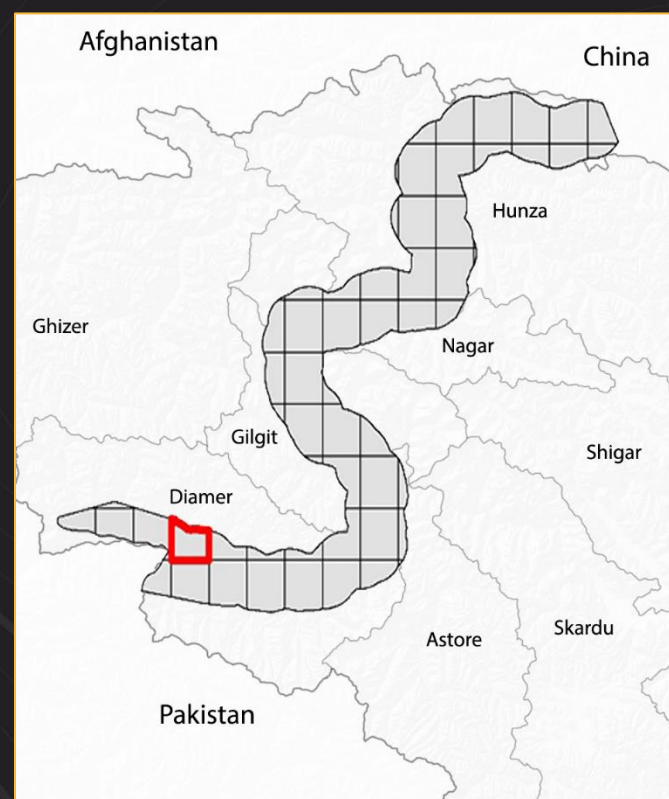 Afghanistan
China
Hunza
Ghizer
Nagar
Gilgit
Shigar
Diamer
Skardu
Astore
Pakistan